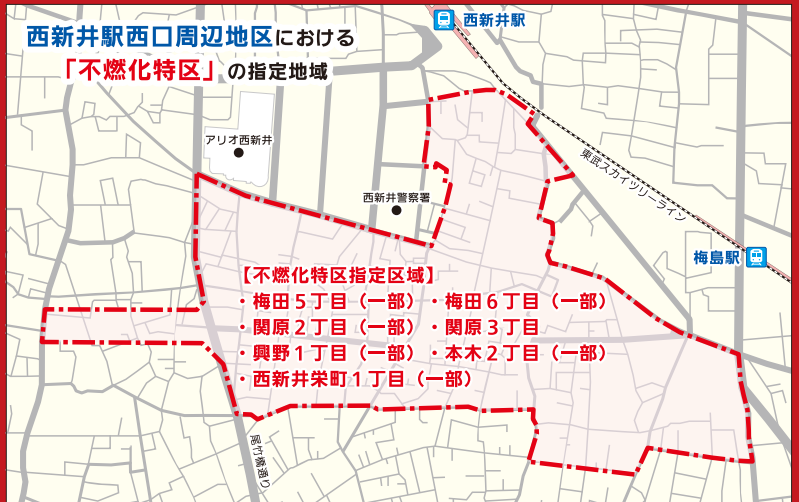 西新井駅西口周辺地区における
「不燃化特区」の指定地域
西新井駅
アリオ西新井
西新井警察署
東武スカイツリーライン
梅島駅
【不燃化特区指定区域】
・梅田5丁目（一部）・梅田6丁目（一部）
・関原2丁目（一部）・関原3丁目
・興野1丁目（一部）・本木2丁目（一部）
・西新井栄町1丁目（一部）
尾竹橋通り